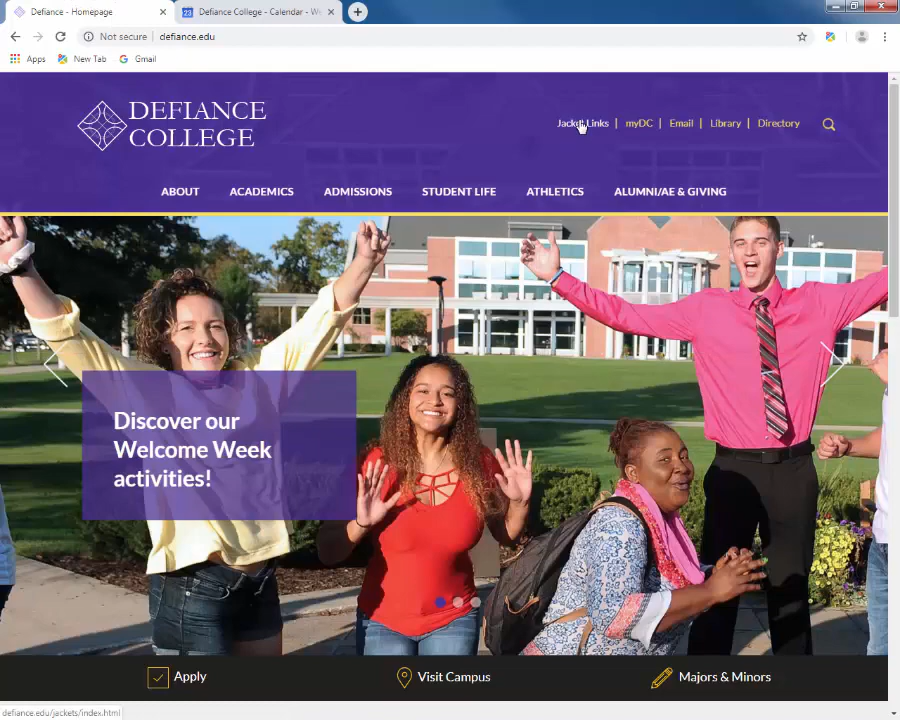 Defiance - Homepage
Defiance College - Calendar - W
Not secure
defiance.edu
Apps
New Tab
Gmail
DEFIANCE
COLLEGE
Jacket Links | myDC | Email | Library | Directory
ABOUT
ACADEMICS
ADMISSIONS
STUDENT LIFE
ATHLETICS
ALUMNI/AE & GIVING
Discover our
Welcome Week
activities!
Apply
Visit Campus
Majors & Minors
defiance.edu/jackets/index.html